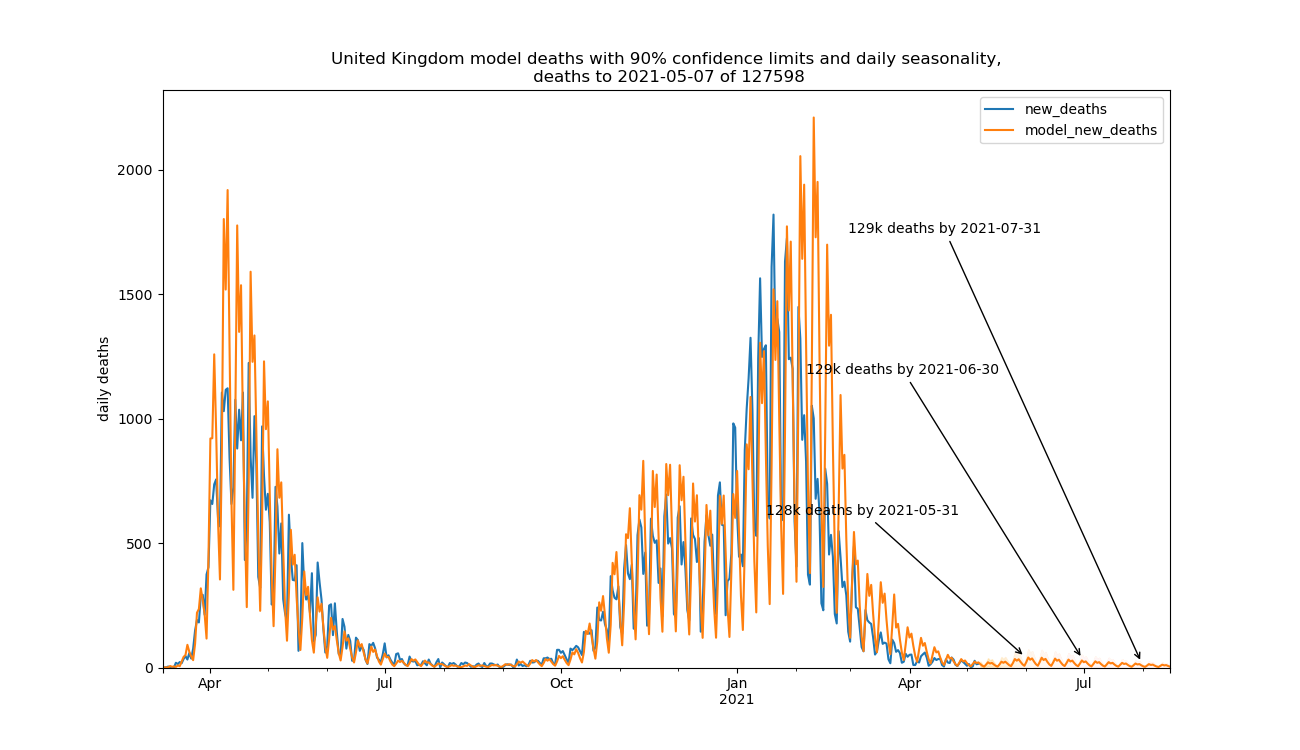 United Kingdom model deaths with 90% confidence limits and daily seasonality,
deaths to 2021-05-07 of 127598
new_deaths
model_new_deaths
daily deaths
2000
1500
1000
500
0
129k deaths by 2021-07-31
129k deaths by 2021-06-30
128k deaths by 2021-05-31
Apr
Jul
Oct
Jan
2021
Apr
Jul